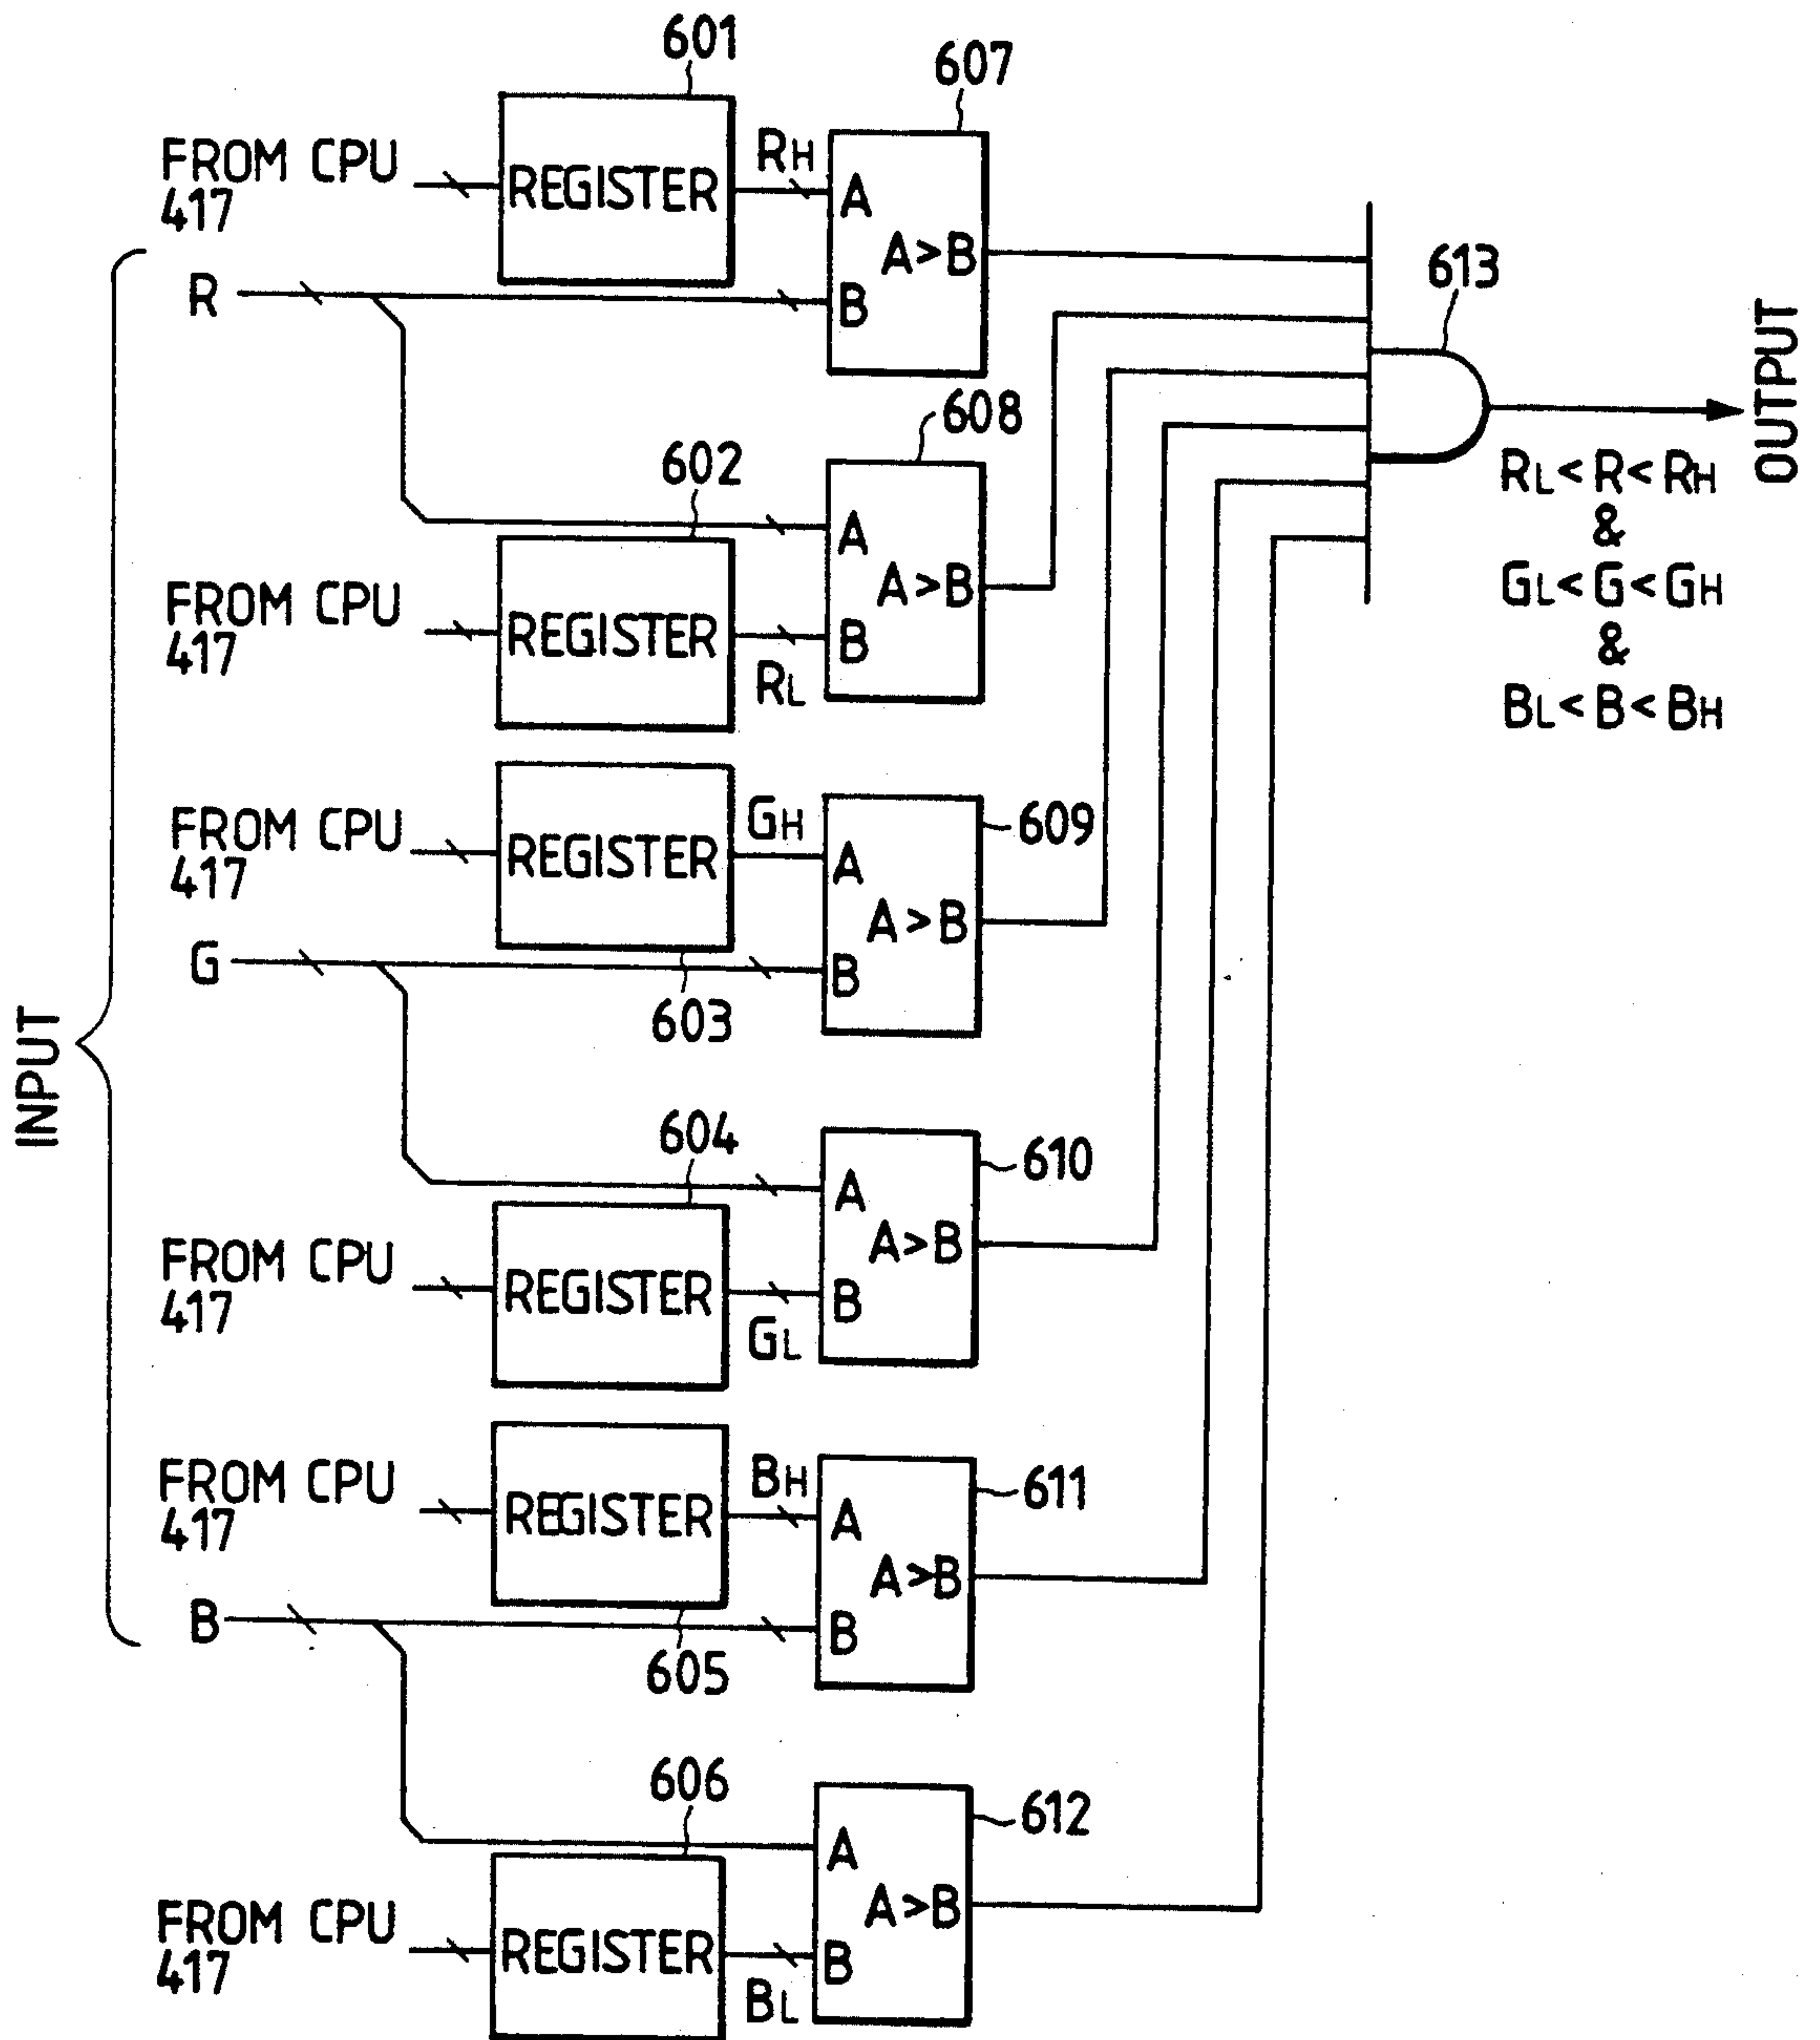 601
607
FROM CPU
417
REGISTER
RH
A
A>B
B
R
613
OUTPUT
608
602
A
A>B
B
FROM CPU
417
REGISTER
RL
RL<R<RH
&
GL<G<GH
&
BL<B<BH
FROM CPU
417
REGISTER
GH
609
A
A>B
B
G
603
INPUT
604
610
A
A>B
B
FROM CPU
417
REGISTER
GL
FROM CPU
417
REGISTER
BH
611
A
A>B
B
B
605
606
612
A
A>B
B
FROM CPU
417
REGISTER
BL